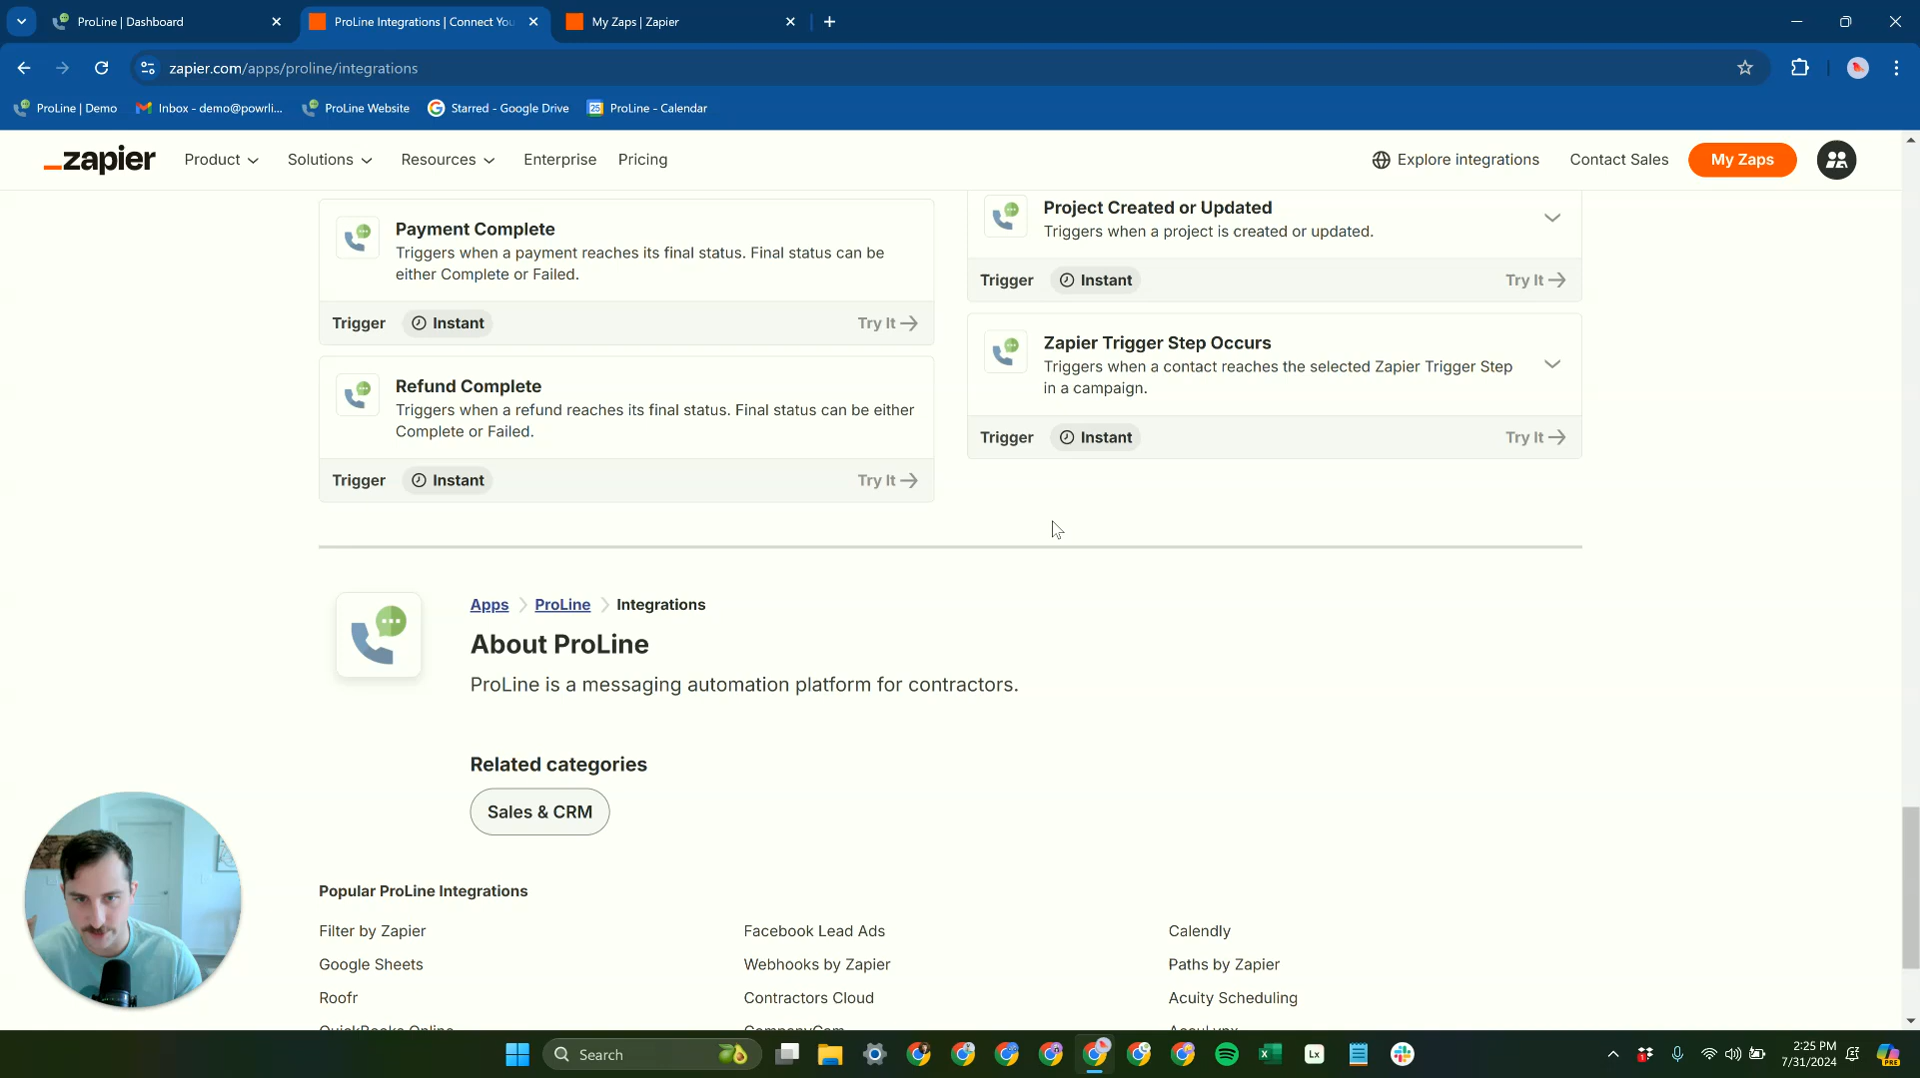 ProLine | Dashboard
ProLine Integrations | Connect You
My Zaps | Zapier
zapier.com/apps/proline/integrations
ProLine | Demo
Inbox - demo@powrli...
ProLine Website
Starred - Google Drive
ProLine - Calendar
zapier
Product
Solutions
Resources
Enterprise
Pricing
Explore integrations
Contact Sales
My Zaps
Payment Complete
Triggers when a payment reaches its final status. Final status can be
either Complete or Failed.
Trigger
Instant
Try It
Refund Complete
Triggers when a refund reaches its final status. Final status can be either
Complete or Failed.
Trigger
Instant
Try It
Project Created or Updated
Triggers when a project is created or updated.
Trigger
Instant
Try It
Zapier Trigger Step Occurs
Triggers when a contact reaches the selected Zapier Trigger Step
in a campaign.
Trigger
Instant
Try It
Apps
ProLine
Integrations
About ProLine
ProLine is a messaging automation platform for contractors.
Related categories
Sales & CRM
Popular ProLine Integrations
Filter by Zapier
Facebook Lead Ads
Calendly
Google Sheets
Webhooks by Zapier
Paths by Zapier
Roofr
Contractors Cloud
Acuity Scheduling
QuickBooks Online
CompanyCam
AccuLynx
Search
Lx
2:25 PM
7/31/2024